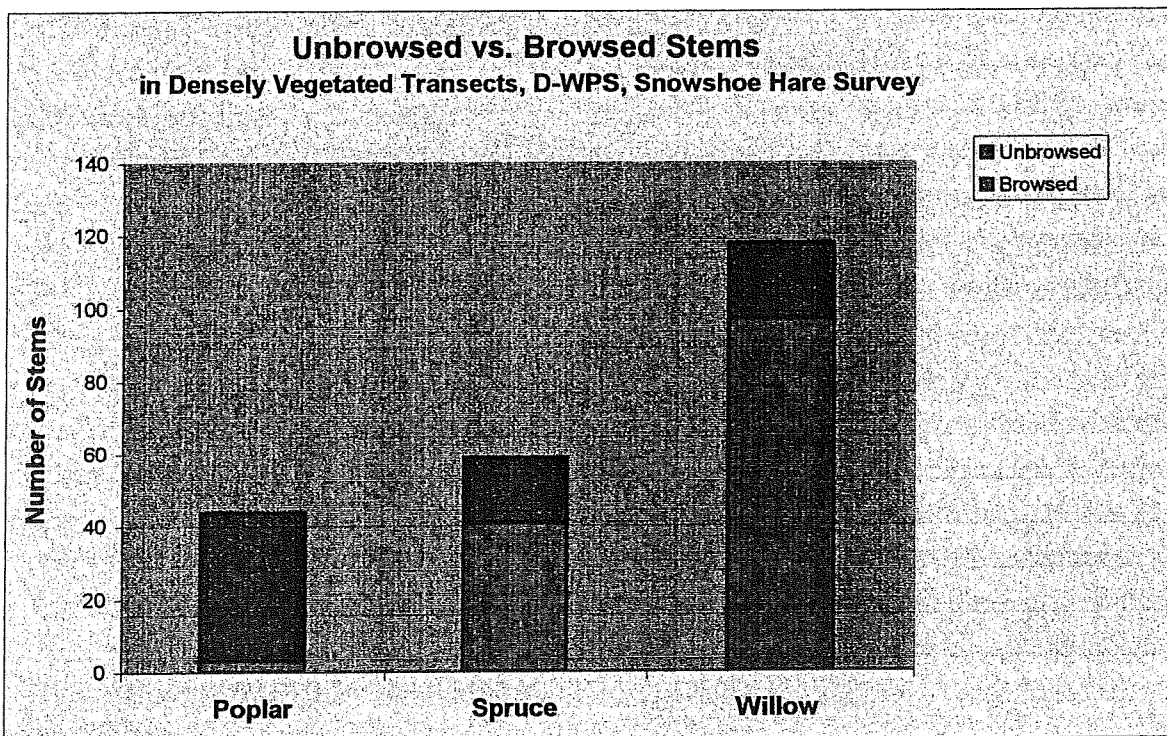 Unbrowsed vs. Browsed Stems
in Densely Vegetated Transects, D-WPS, Snowshoe Hare Survey
Unbrowsed
Browsed
Number of Stems
140
120
100
80
60
40
20
0
Poplar
Spruce
Willow